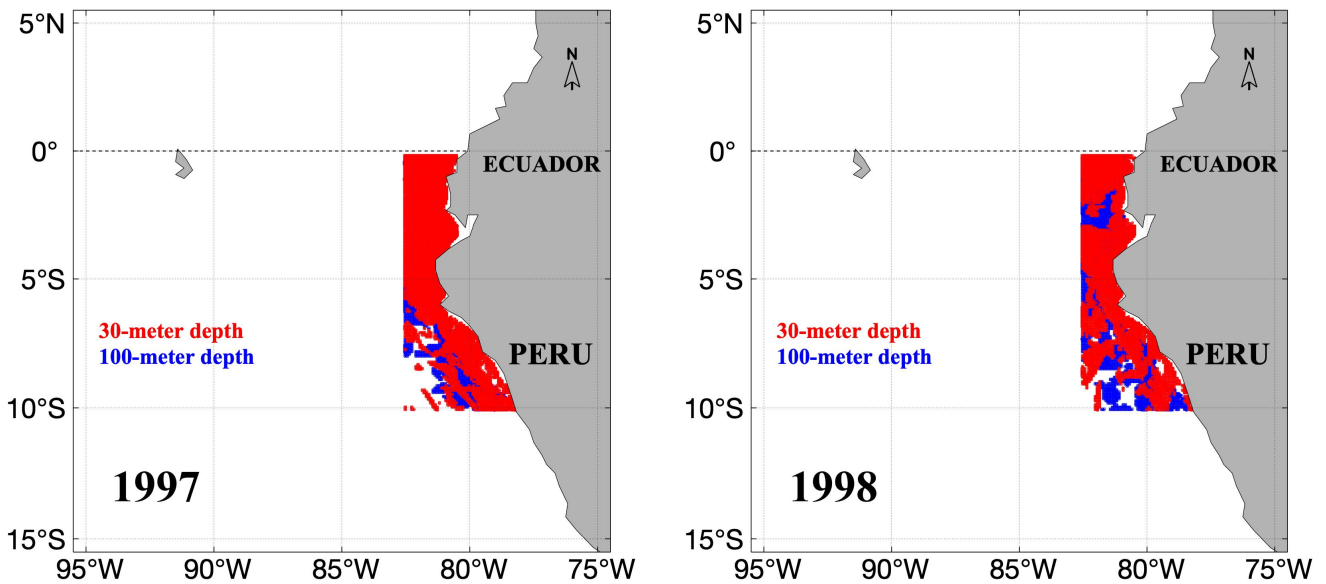 5°N
N
0°
ECUADOR
5°S
30-meter depth
100-meter depth
PERU
10°S
1997
15°S
95°W 90°W 85°W 80°W 75°W
5°N
N
0°
ECUADOR
5°S
30-meter depth
100-meter depth
PERU
10°S
1998
15°S
95°W 90°W 85°W 80°W 75°W